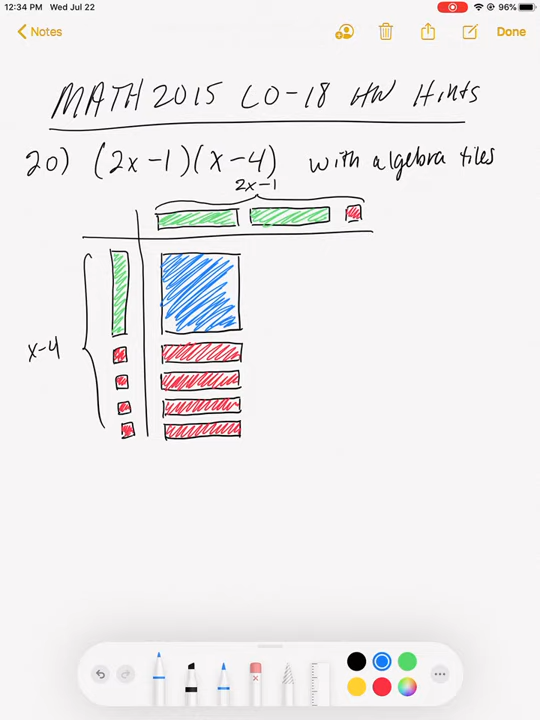 12:34 PM Wed Jul 22 96%
Notes Done
MATH 2015 LO-18 HW Hints
20) (2x-1)(x-4) with algebra tiles
2x-1
x-4